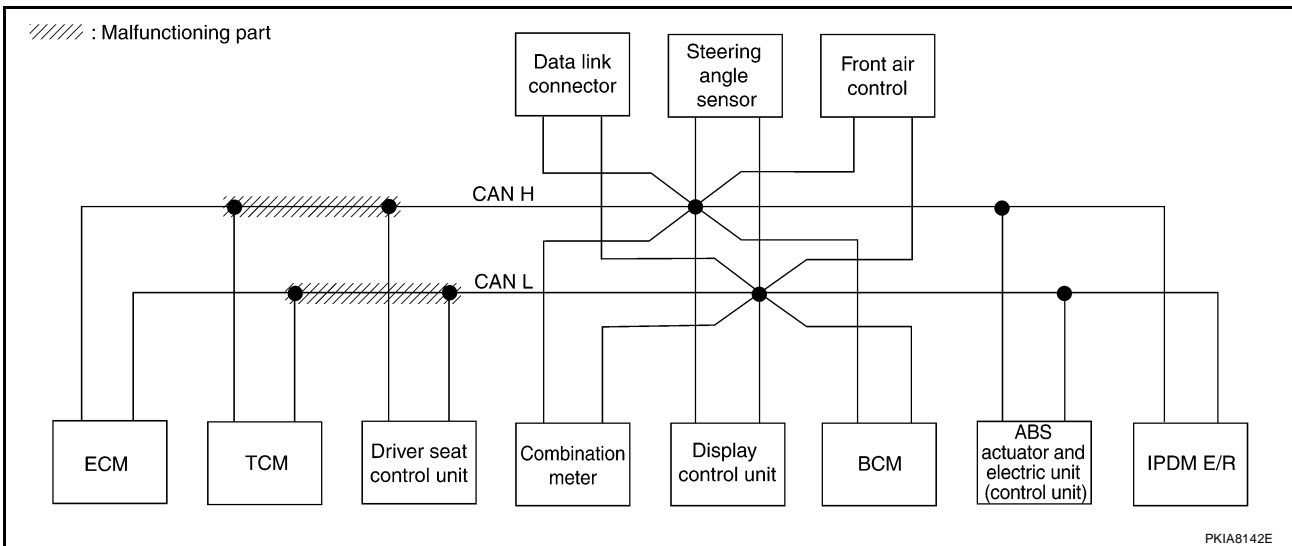 : Malfunctioning part
Data link
connector
Steering
angle
sensor
Front air
control
CAN H
CAN L
ECM
TCM
Driver seat
control unit
Combination
meter
Display
control unit
BCM
ABS
actuator and
electric unit
(control unit)
IPDM E/R
PKIA8142E